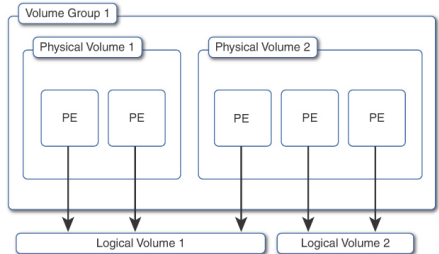 Volume Group 1
Physical Volume 1
Physical Volume 2
PE
PE
PE
PE
PE
Logical Volume 1
Logical Volume 2